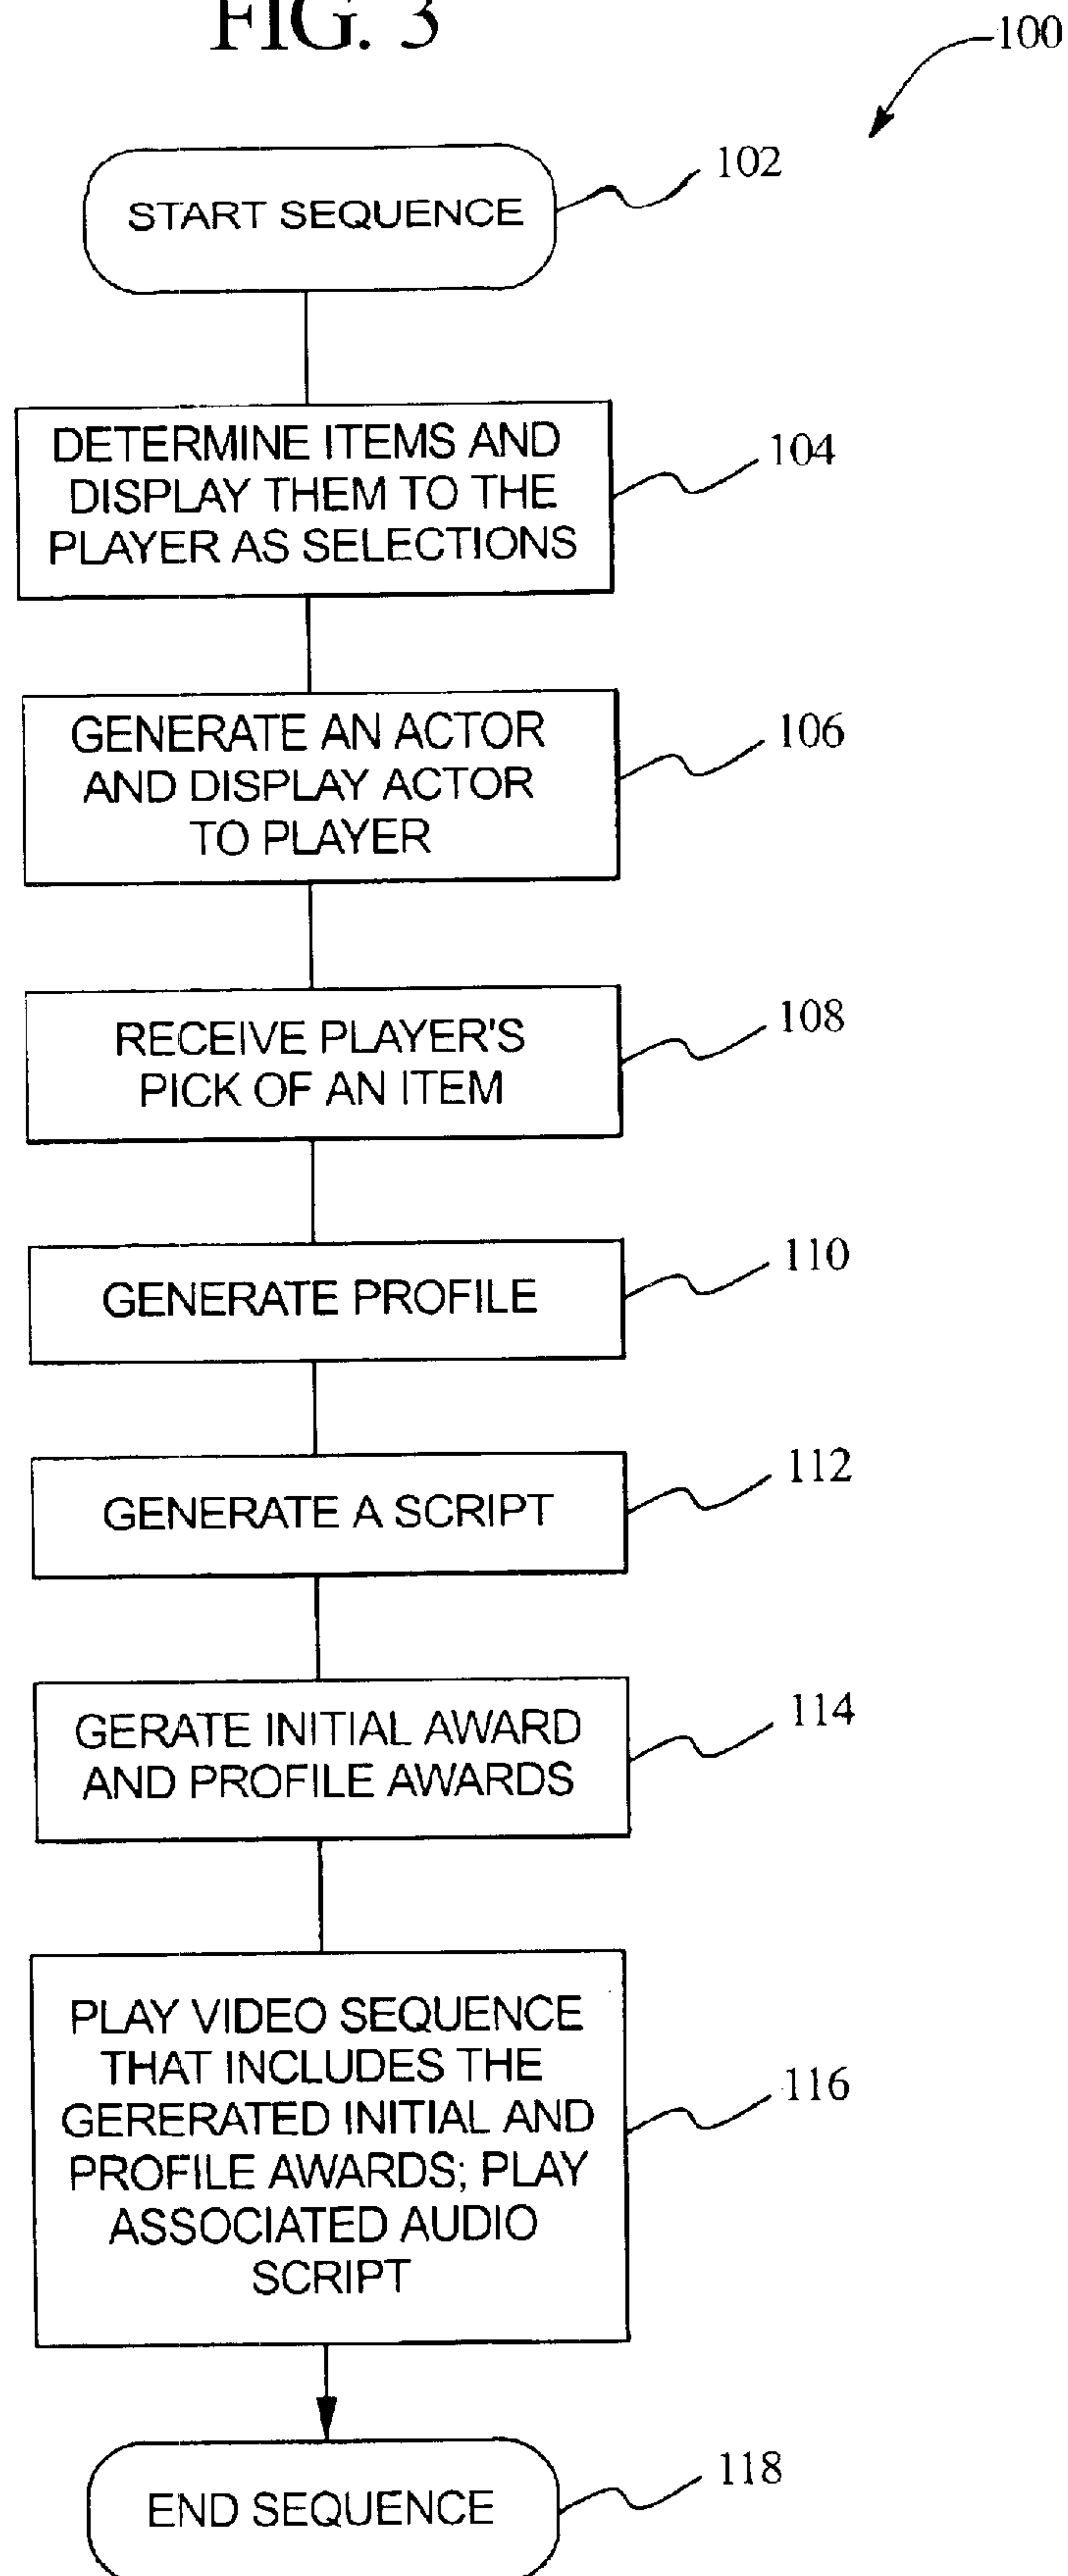 FIG. 3
100
START SEQUENCE
102
DETERMINE ITEMS AND
DISPLAY THEM TO THE
PLAYER AS SELECTIONS
104
GENERATE AN ACTOR
AND DISPLAY ACTOR
TO PLAYER
106
RECEIVE PLAYER'S
PICK OF AN ITEM
108
GENERATE PROFILE
110
GENERATE A SCRIPT
112
GERATE INITIAL AWARD
AND PROFILE AWARDS
114
PLAY VIDEO SEQUENCE
THAT INCLUDES THE
GERERATED INITIAL AND
PROFILE AWARDS; PLAY
ASSOCIATED AUDIO
SCRIPT
116
END SEQUENCE
118